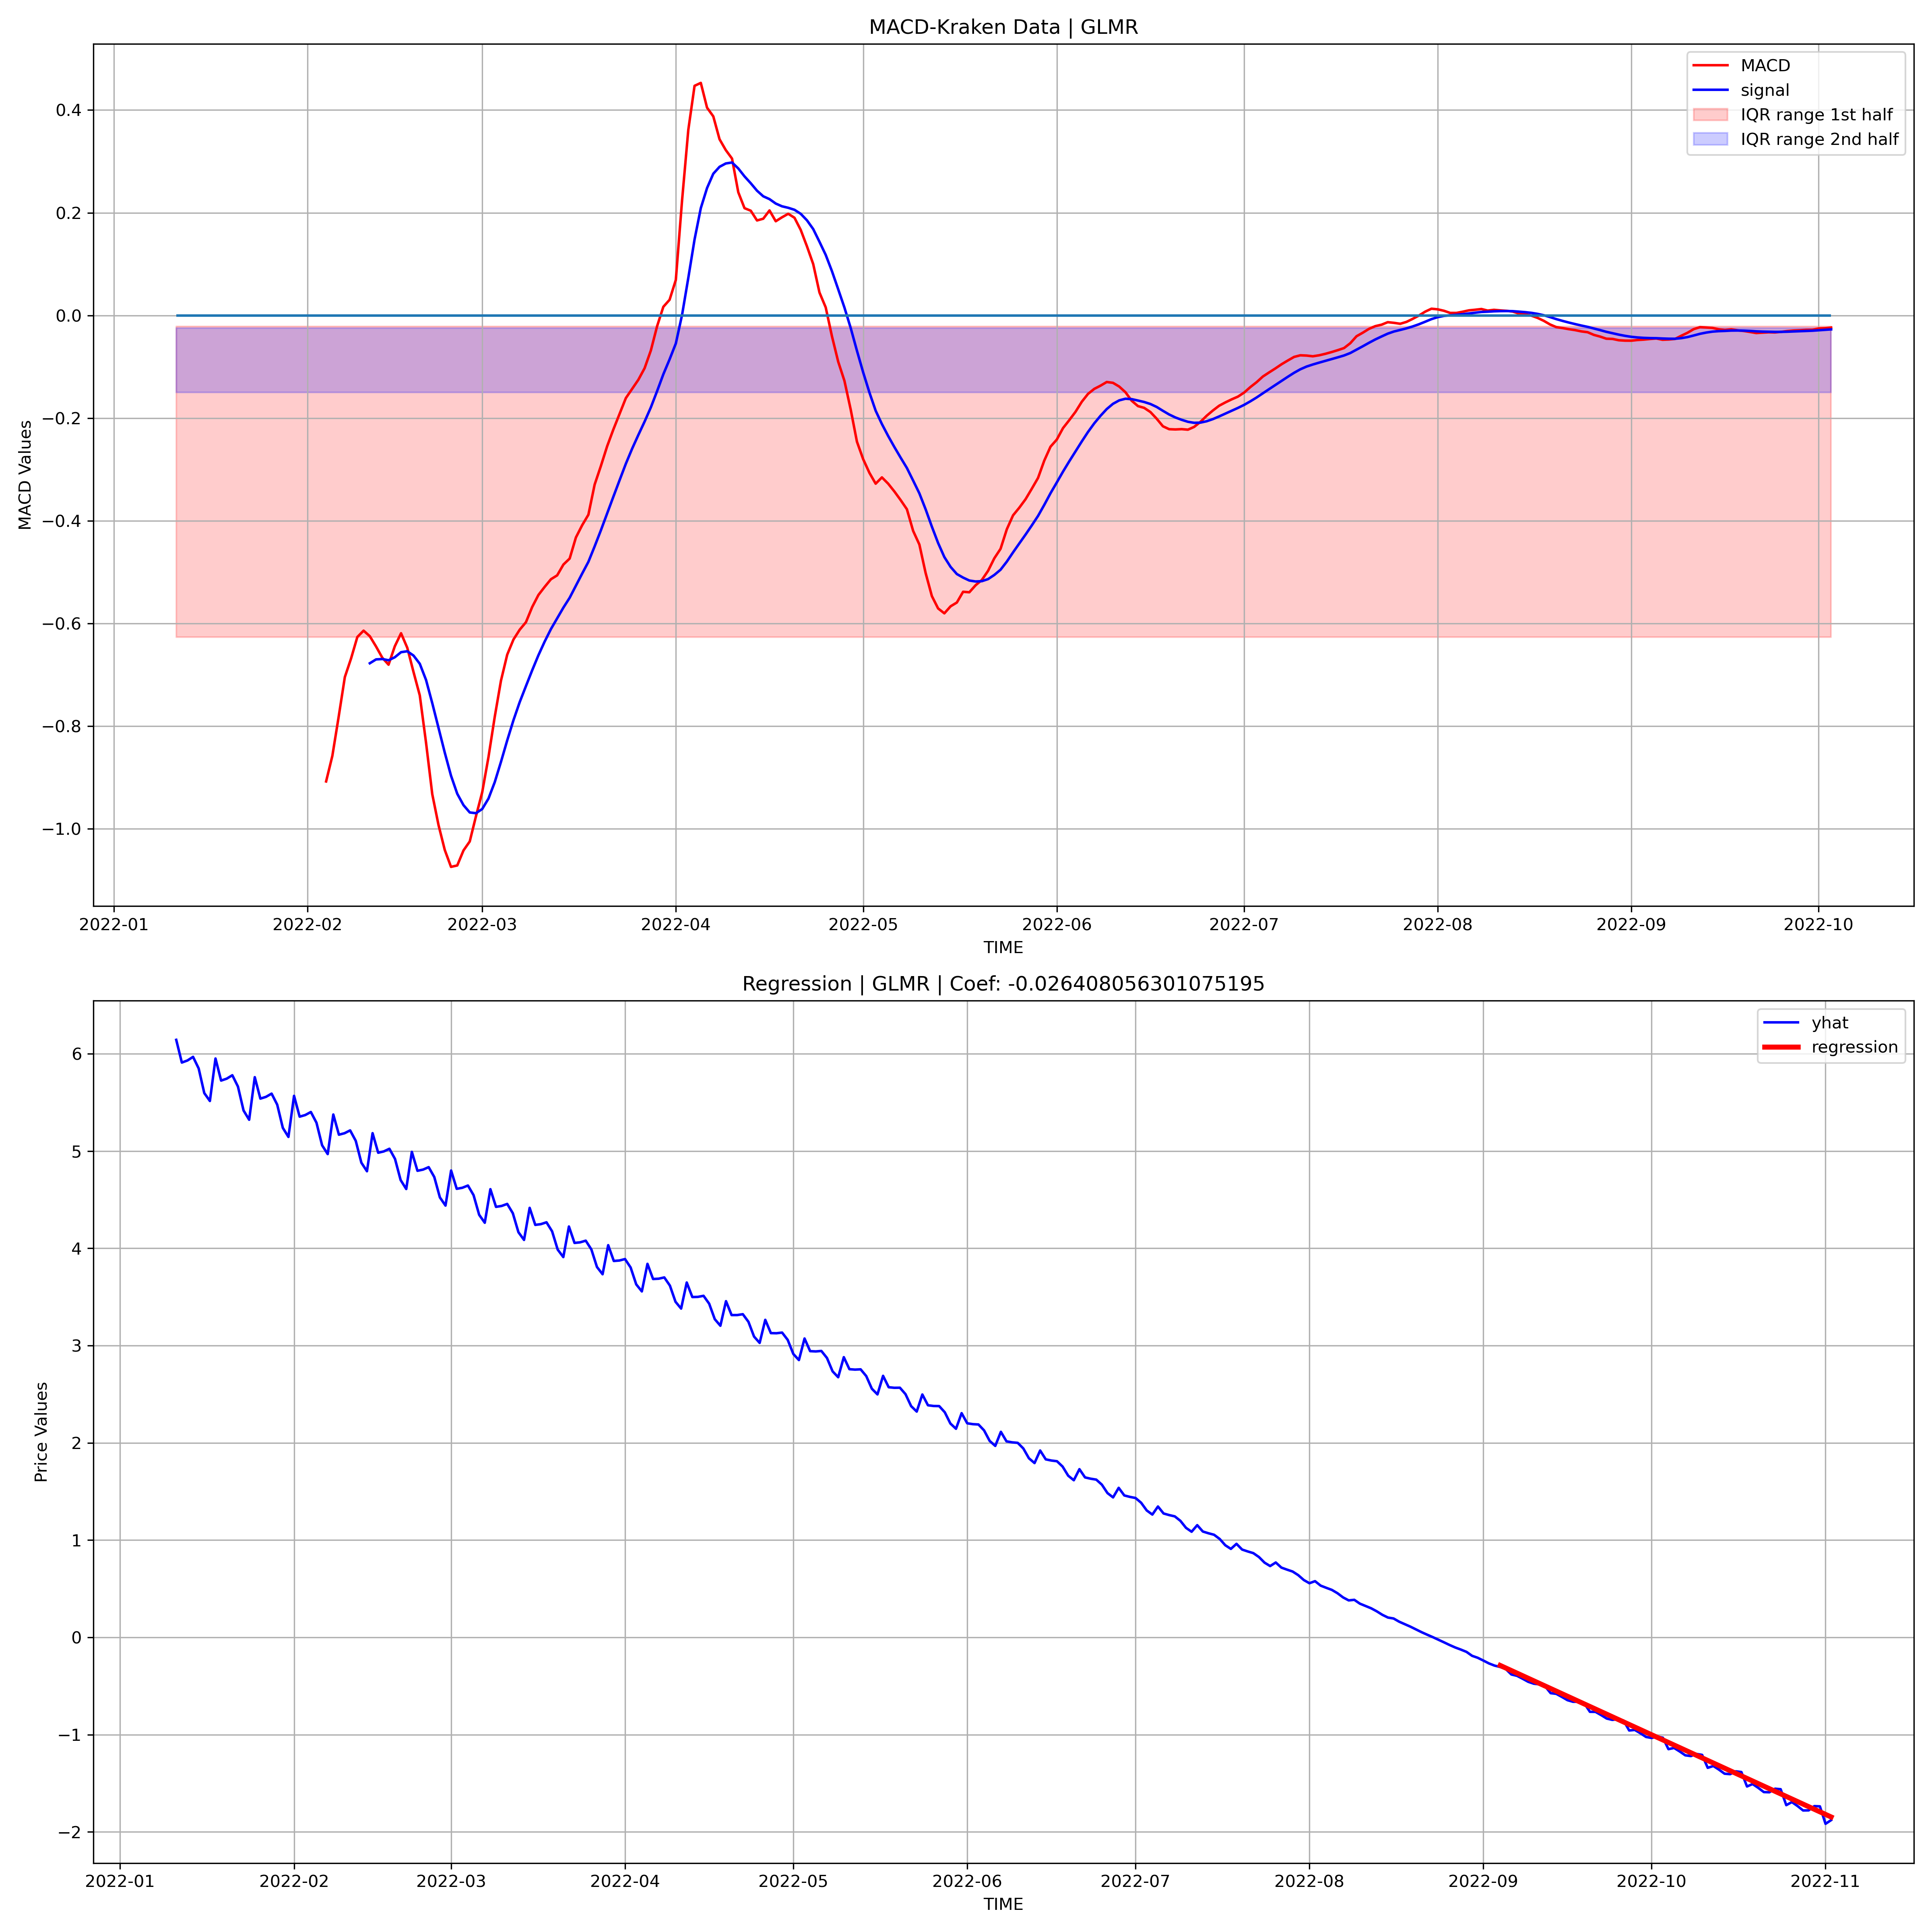 MACD-Kraken Data | GLMR
MACD
signal
IQR range 1st half
IQR range 2nd half
MACD Values
0.4
0.2
0.0
−0.2
−0.4
−0.6
−0.8
−1.0
2022-01 2022-02 2022-03 2022-04 2022-05 2022-06 2022-07 2022-08 2022-09 2022-10
TIME
Regression | GLMR | Coef: -0.026408056301075195
yhat
regression
Price Values
6
5
4
3
2
1
0
−1
−2
2022-01 2022-02 2022-03 2022-04 2022-05 2022-06 2022-07 2022-08 2022-09 2022-10 2022-11
TIME